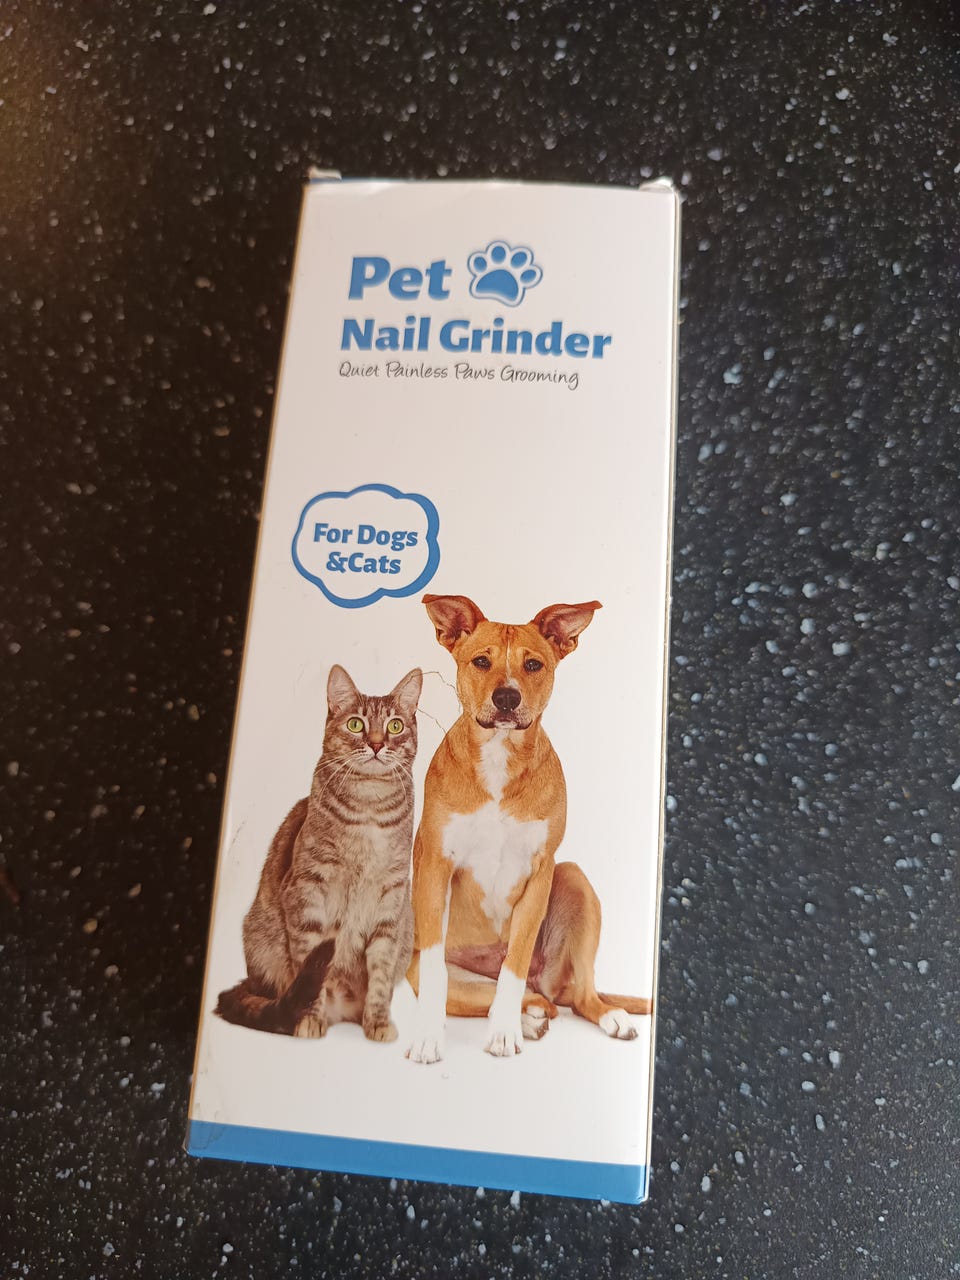 Pet
Nail Grinder
Quiet Painless Paws Grooming
For Dogs
&Cats